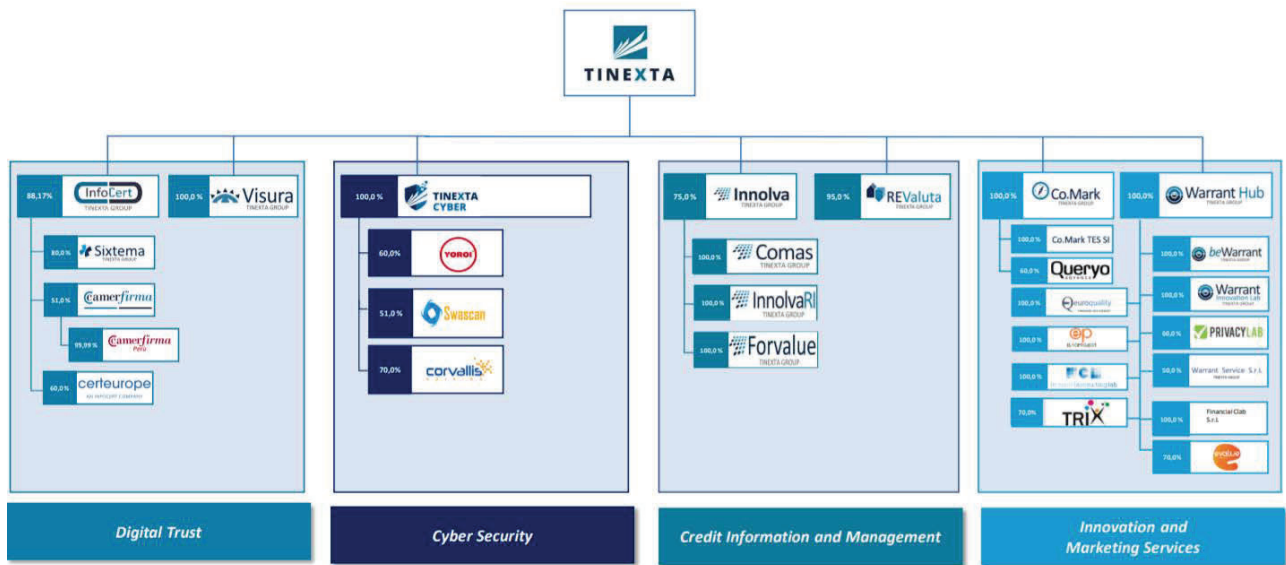 TINEXTA
88,17%
InfoCert
TINEXTA GROUP
100,0 %
Visura
TINEXTA GROUP
80,0%
Sixtema
TINEXTA GROUP
51,0%
Camerfirma
99,99%
Camerfirma
Perú
60,0%
certeurope
AN INFOCERT COMPANY
Digital Trust
100,0 %
TINEXTA
CYBER
60,0%
YOROI
51,0%
Swascan
70,0%
corvallis
Cyber Security
75,0%
Innolva
TINEXTA GROUP
95,0%
REValuta
TINEXTA GROUP
100,0%
Comas
TINEXTA GROUP
100,0%
InnolvaRI
TINEXTA GROUP
100,0%
Forvalue
TINEXTA GROUP
Credit Information and Management
100,0%
Co.Mark
TINEXTA GROUP
100,0%
Co.Mark TES Sl
60,0%
Queryo
100,0%
Warrant Hub
TINEXTA GROUP
100,0%
beWarrant
100,0%
Warrant
Innovation Lab
100,0%
euroquality
PRIVACYLAB
100,0%
ep
50,0%
Warrant Service S.r.l.
100,0%
FCL
70,0%
TRIX
100,0%
Financial Clab
S.r.l.
70,0%
evalue
Innovation and
Marketing Services